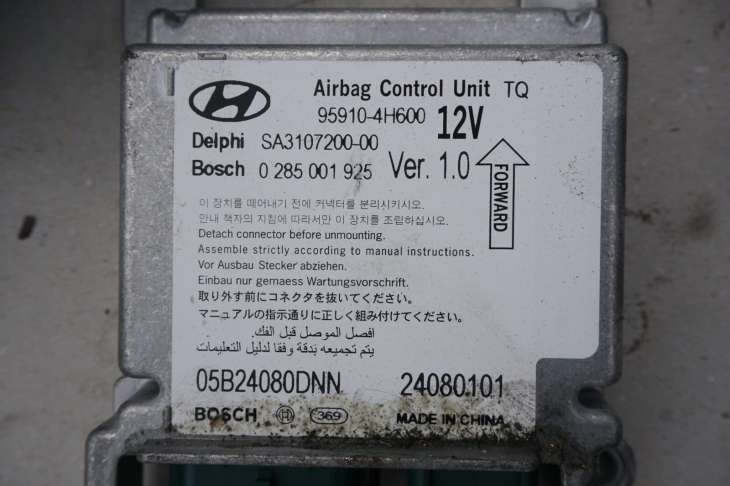 Airbag Control Unit TQ
95910-4H600 12V
Delphi SA3107200-00
Bosch 0 285 001 925 Ver. 1.0
FORWARD
이 장치를 떼어내기 전에 커넥터를 분리시키시오.
안내 책자의 지침에 따라서만 이 장치를 조립하십시오.
Detach connector before unmounting.
Assemble strictly according to manual instructions.
Vor Ausbau Stecker abziehen.
Einbau nur gemaess Wartungsvorschrift.
取り外す前にコネクタを抜いてください。
マニュアルの指示通りに正しく組み付けてください。
افصل الموصل قبل الفك.
يتم تجميعه بدقة وفقا لدليل التعليمات
05B24080DNN 24080101
BOSCH 369 MADE IN CHINA